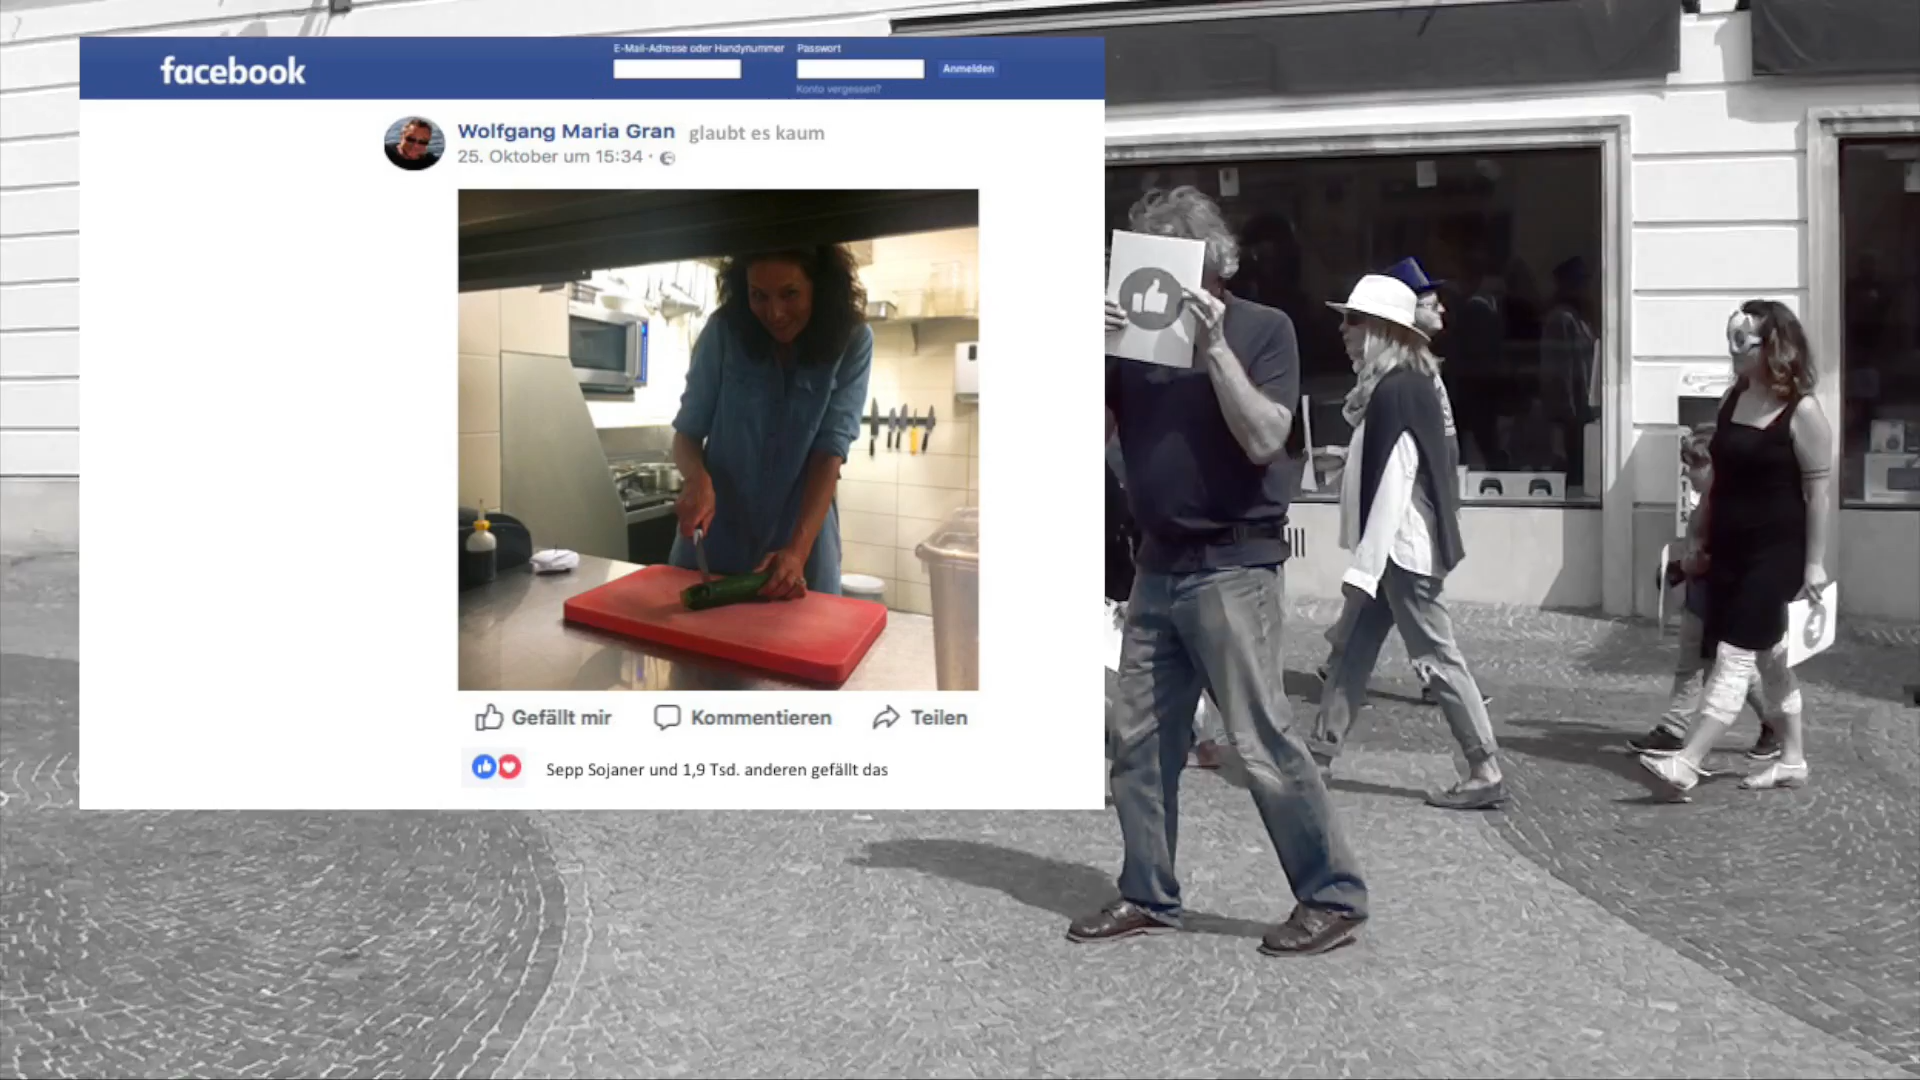 facebook
E-Mail-Adresse oder Handynummer
Passwort
Anmelden
Konto vergessen?
Wolfgang Maria Gran glaubt es kaum
25. Oktober um 15:34 ·
Gefällt mir
Kommentieren
Teilen
Sepp Sojaner und 1,9 Tsd. anderen gefällt das